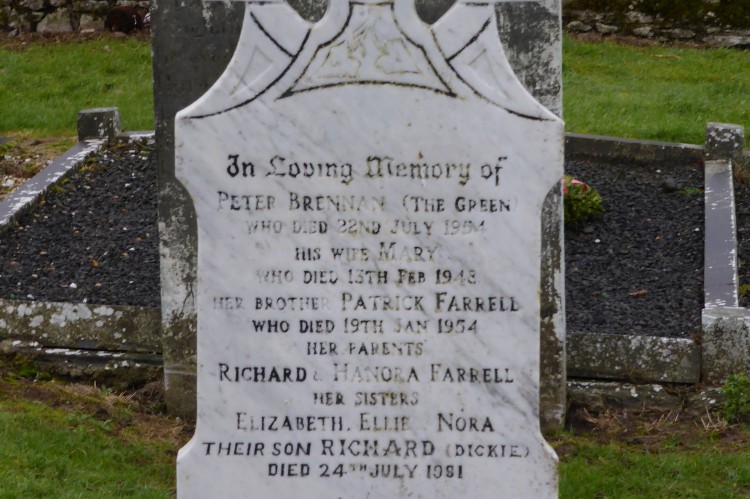 In Loving Memory of
PETER BRENNAN (THE GREEN)
WHO DIED 22ND JULY 1954
HIS WIFE MARY
WHO DIED 15TH FEB 1943
HER BROTHER PATRICK FARRELL
WHO DIED 19TH JAN 1954
HER PARENTS
RICHARD & HANORA FARRELL
HER SISTERS
ELIZABETH. ELLIE NORA
THEIR SON RICHARD (DICKIE)
DIED 24TH JULY 1981